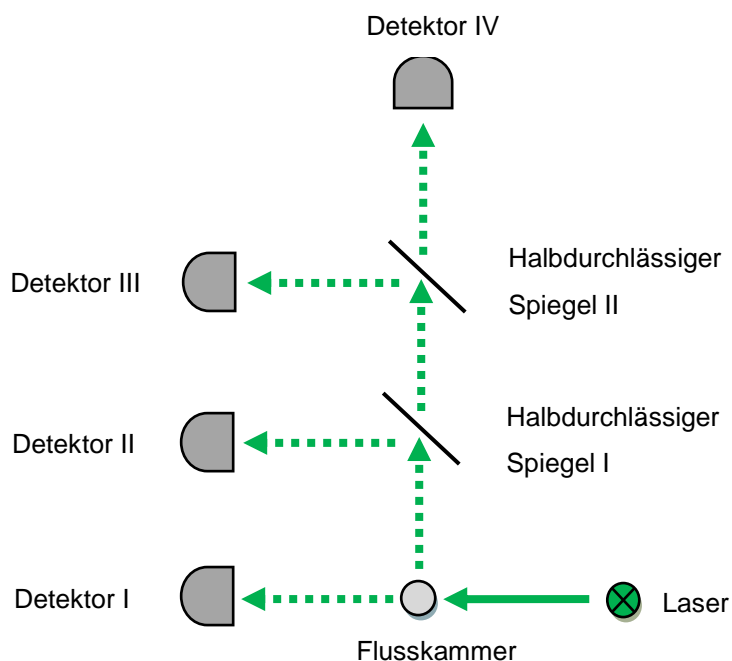 Detektor IV
Detektor III
Halbdurchlässiger
Spiegel II
Detektor II
Halbdurchlässiger
Spiegel I
Detektor I
Laser
Flusskammer